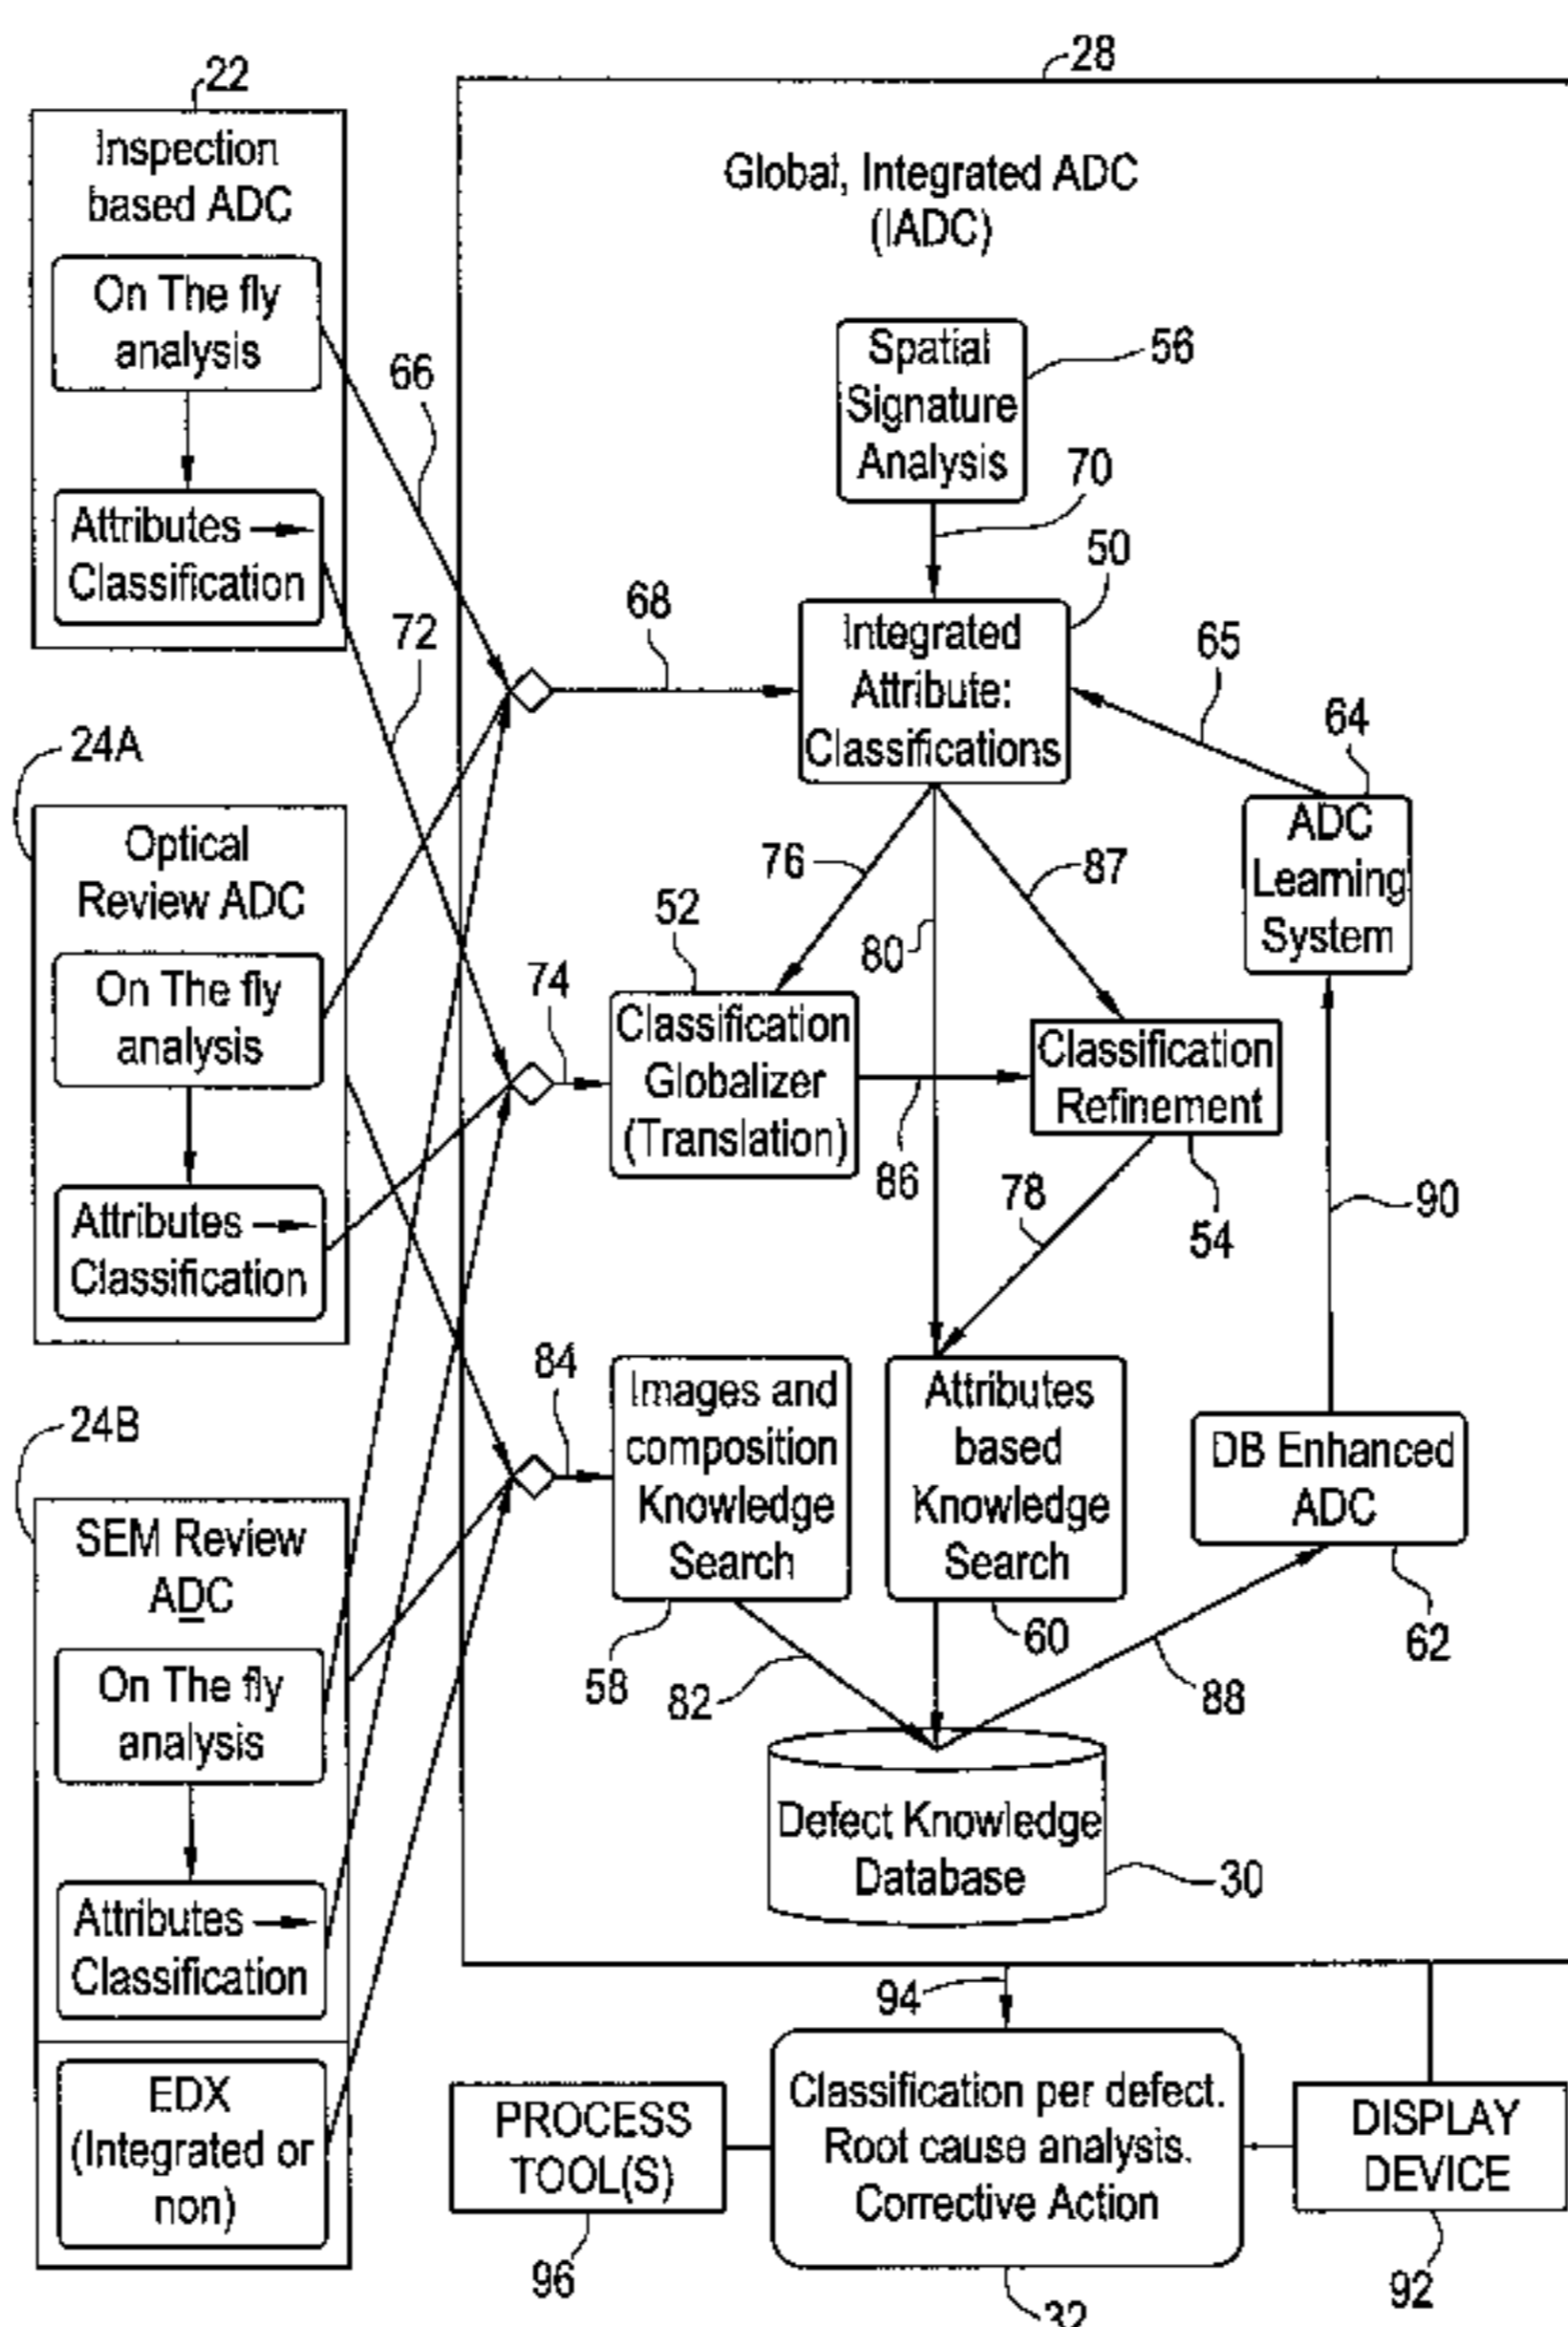 28
22
Inspection
based ADC
On The fly
analysis
Attributes
Classification
66
72
Global, Integrated ADC
(IADC)
Spatial
Signature
Analysis
56
70
50
68
Integrated
Attribute:
Classifications
65
64
ADC
Learning
System
24A
Optical
Review ADC
On The fly
analysis
Attributes
Classification
76
80
87
52
74
Classification
Globalizer
(Translation)
86
Classification
Refinement
54
78
90
84
Images and
composition
Knowledge
Search
58
Attributes
based
Knowledge
Search
60
DB Enhanced
ADC
62
82
88
Defect Knowledge
Database
30
24B
SEM Review
ADC
On The fly
analysis
Attributes
Classification
EDX
(Integrated or
non)
94
PROCESS
TOOL(S)
96
Classification per defect.
Root cause analysis.
Corrective Action
32
DISPLAY
DEVICE
92